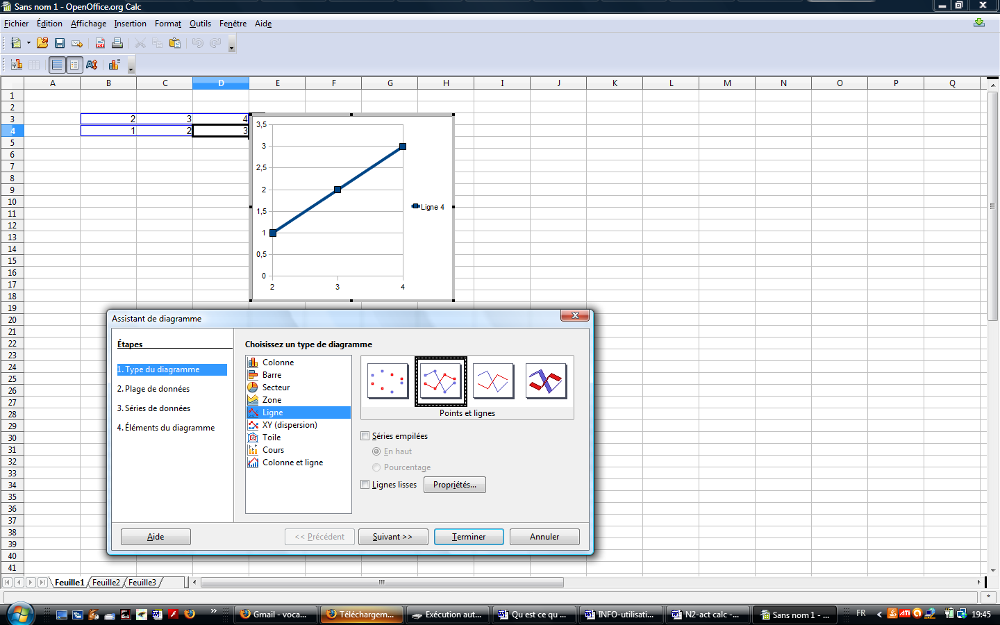 Sans nom 1 - OpenOffice.org Calc
Fichier Édition Affichage Insertion Format Outils Fenêtre Aide
A B C D E F G H I J K L M N O P Q
1
2
3 2 3 4
4 1 2 3
5
6
7
8
9
10
11
12
13
14
15
16
17
18
19
20
21
22
23
24
25
26
27
28
29
30
31
32
33
34
35
36
37
38
39
40
41
3,5
3
2,5
2
1,5
1
0,5
0
2 3 4
Ligne 4
Assistant de diagramme
Étapes
1. Type du diagramme
2. Plage de données
3. Séries de données
4. Éléments du diagramme
Choisissez un type de diagramme
Colonne
Barre
Secteur
Zone
Ligne
XY (dispersion)
Toile
Cours
Colonne et ligne
Points et lignes
Séries empilées
En haut
Pourcentage
Lignes lisses Propriétés...
Aide << Précédent Suivant >> Terminer Annuler
Feuille1 Feuille2 Feuille3
*
» Gmail - voca... Téléchargem... Exécution aut... Qu est ce qu ... INFO-utilisati... N2-act calc -... Sans nom 1 - ... FR < ATI 19:45